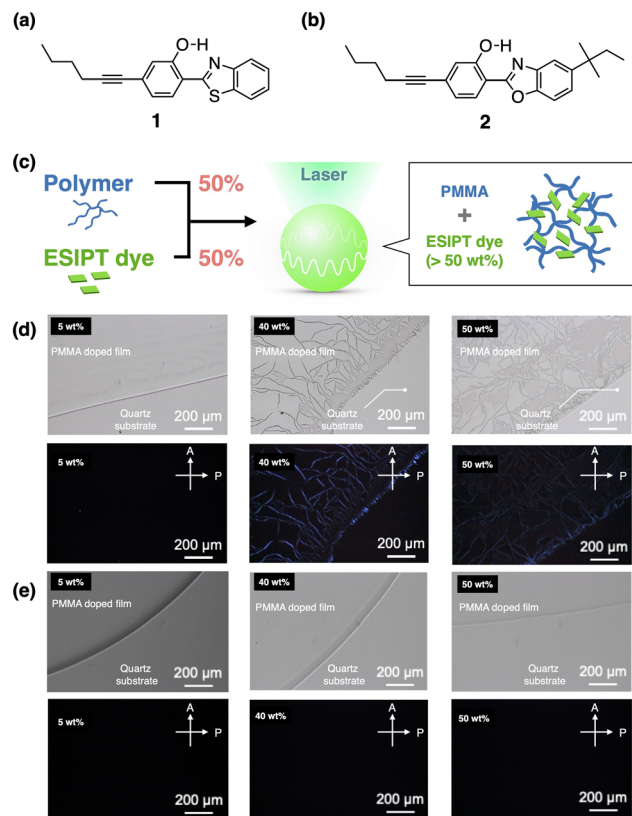 (a)
(b)
O-H
N
S
1
O-H
N
O
2
(c)
Polymer
50%
ESIPT dye
50%
Laser
PMMA
+
ESIPT dye
(> 50 wt%)
(d)
5 wt%
PMMA doped film
Quartz
substrate
200 μm
40 wt%
PMMA doped film
Quartz
substrate
200 μm
50 wt%
PMMA doped film
Quartz
substrate
200 μm
5 wt%
A
P
200 μm
40 wt%
A
P
200 μm
50 wt%
A
P
200 μm
(e)
5 wt%
PMMA doped film
Quartz
substrate
200 μm
40 wt%
PMMA doped film
Quartz
substrate
200 μm
50 wt%
PMMA doped film
Quartz
substrate
200 μm
5 wt%
A
P
200 μm
40 wt%
A
P
200 μm
50 wt%
A
P
200 μm